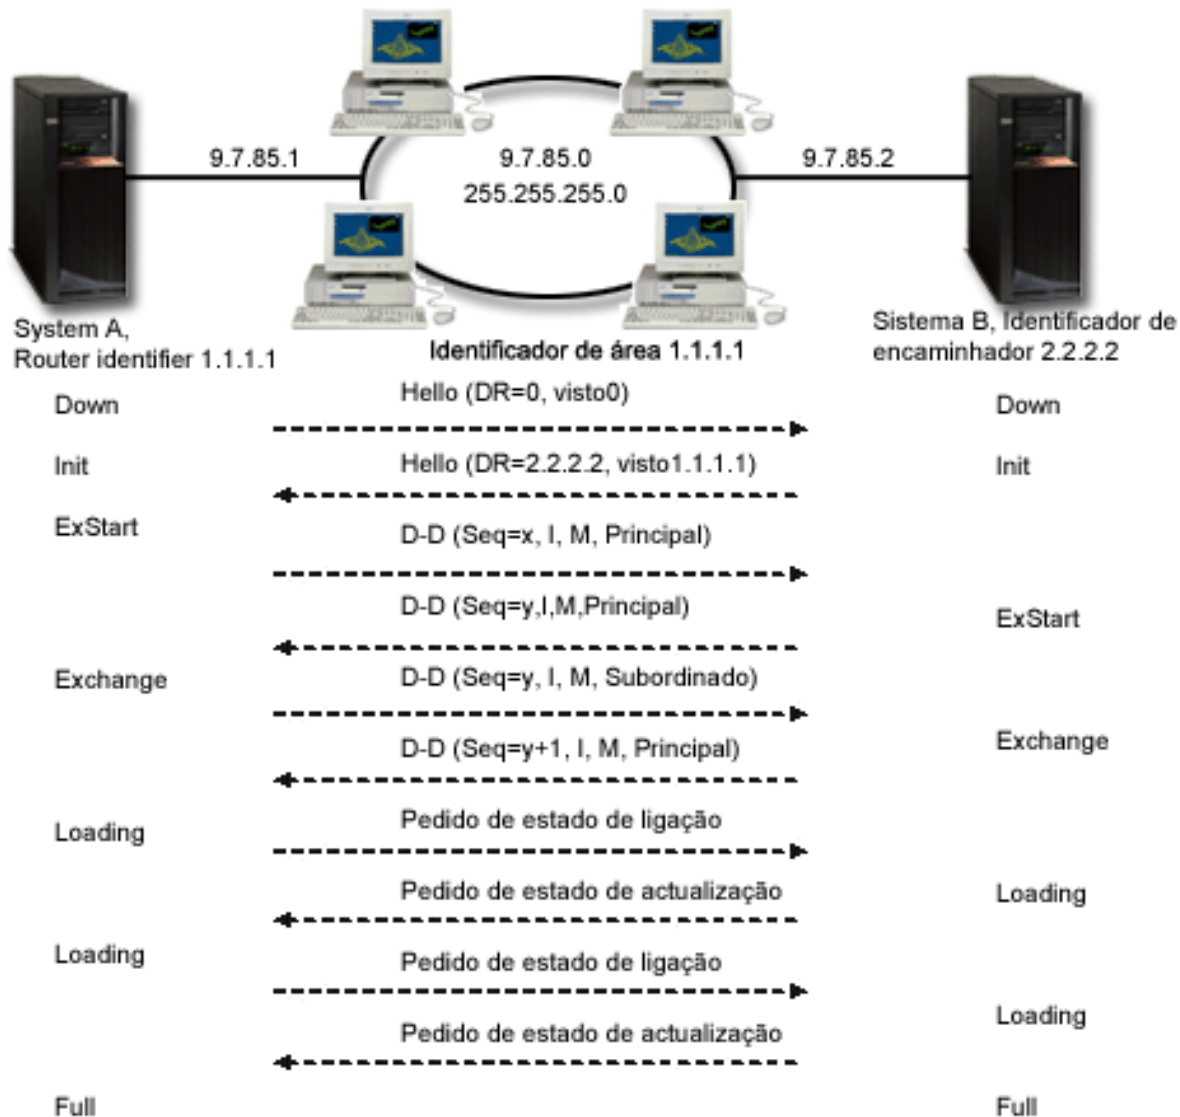 9.7.85.1
9.7.85.0
255.255.255.0
9.7.85.2
System A,
Router identifier 1.1.1.1
Identificador de área 1.1.1.1
Sistema B, Identificador de
encaminhador 2.2.2.2
Down
Hello (DR=0, visto0)
Down
Init
Hello (DR=2.2.2.2, visto1.1.1.1)
Init
ExStart
D-D (Seq=x, I, M, Principal)
D-D (Seq=y,I,M,Principal)
ExStart
Exchange
D-D (Seq=y, I, M, Subordinado)
D-D (Seq=y+1, I, M, Principal)
Exchange
Loading
Pedido de estado de ligação
Pedido de estado de actualização
Loading
Loading
Pedido de estado de ligação
Loading
Pedido de estado de actualização
Full
Full